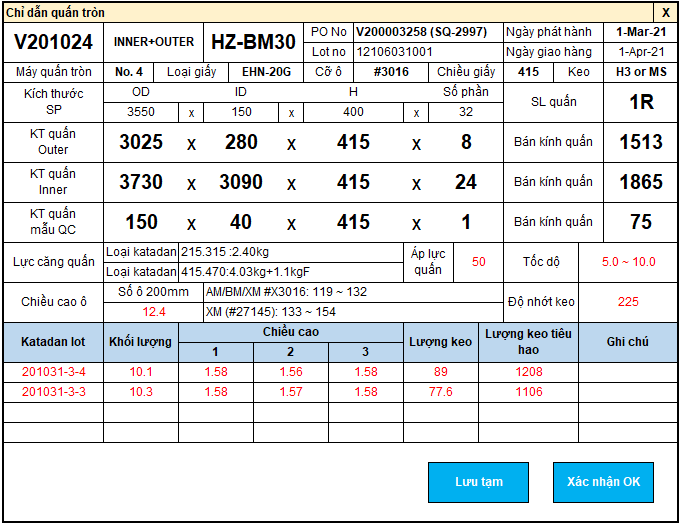 Chỉ dẫn quấn tròn X
V201024 INNER+OUTER HZ-BM30 PO No V200003258 (SQ-2997) Ngày phát hành 1-Mar-21
Lot no 12106031001 Ngày giao hàng 1-Apr-21
Máy quấn tròn No. 4 Loại giấy EHN-20G Cỡ ô #3016 Chiều giấy 415 Keo H3 or MS
Kích thước SP OD ID H Số phần SL quấn 1R
3550 x 150 x 400 x 32
KT quấn Outer 3025 x 280 x 415 x 8 Bán kính quấn 1513
KT quấn Inner 3730 x 3090 x 415 x 24 Bán kính quấn 1865
KT quấn mẫu QC 150 x 40 x 415 x 1 Bán kính quấn 75
Lực căng quấn Loại katadan 215.315 :2.40kg Áp lực quấn 50 Tốc dộ 5.0 ~ 10.0
Loại katadan 415.470:4.03kg+1.1kgF
Chiều cao ô Số ô 200mm AM/BM/XM #X3016: 119 ~ 132 Độ nhớt keo 225
12.4 XM (#27145): 133 ~ 154
Katadan lot Khối lượng Chiều cao Lượng keo Lượng keo tiêu hao Ghi chú
1 2 3
201031-3-4 10.1 1.58 1.56 1.58 89 1208
201031-3-3 10.3 1.58 1.57 1.58 77.6 1106
Lưu tạm Xác nhận OK